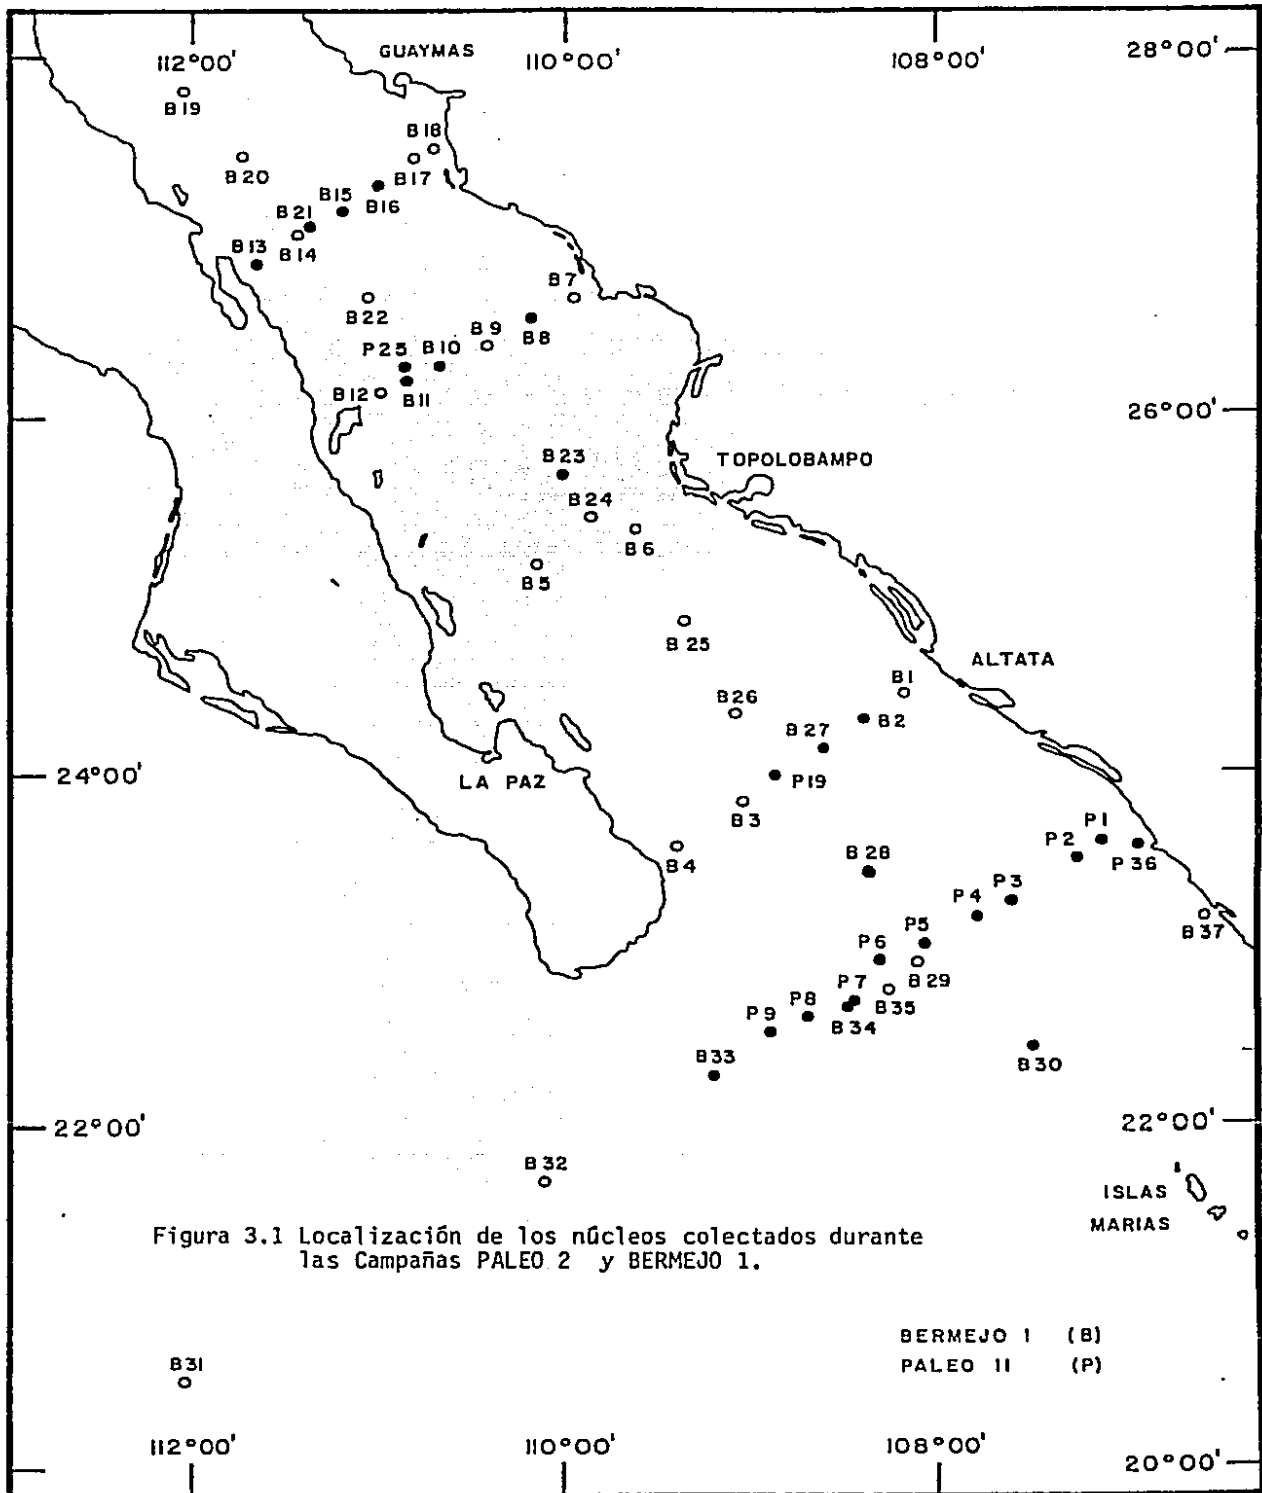 112°00'
110°00'
108°00'
28°00'
GUAYMAS
B19
B18
B20
B17
B16
B15
B21
B14
B13
B7
B22
B9
B8
P25
B10
B12
B11
26°00'
TOPOLOBAMPO
B23
B24
B6
B5
B25
ALTATA
B1
B26
B2
B27
24°00'
LA PAZ
P19
B3
P1
P2
P36
B4
B28
P3
P4
B37
P5
P6
B29
P7
B35
P8
P9
B34
B33
B30
22°00'
22°00'
B32
ISLAS
MARIAS
Figura 3.1 Localización de los núcleos colectados durante
las Campañas PALEO 2 y BERMEJO 1.
BERMEJO I (B)
PALEO II (P)
B31
112°00'
110°00'
108°00'
20°00'